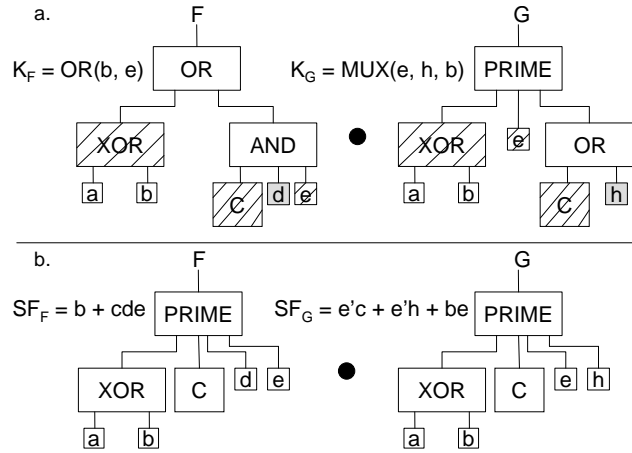 a.
F
G
K_F = OR(b, e)
OR
K_G = MUX(e, h, b)
PRIME
XOR
AND
XOR
e
OR
a
b
C
d
e
a
b
C
h
b.
F
G
SF_F = b + cde
PRIME
SF_G = e'c + e'h + be
PRIME
XOR
C
d
e
XOR
C
e
h
a
b
a
b